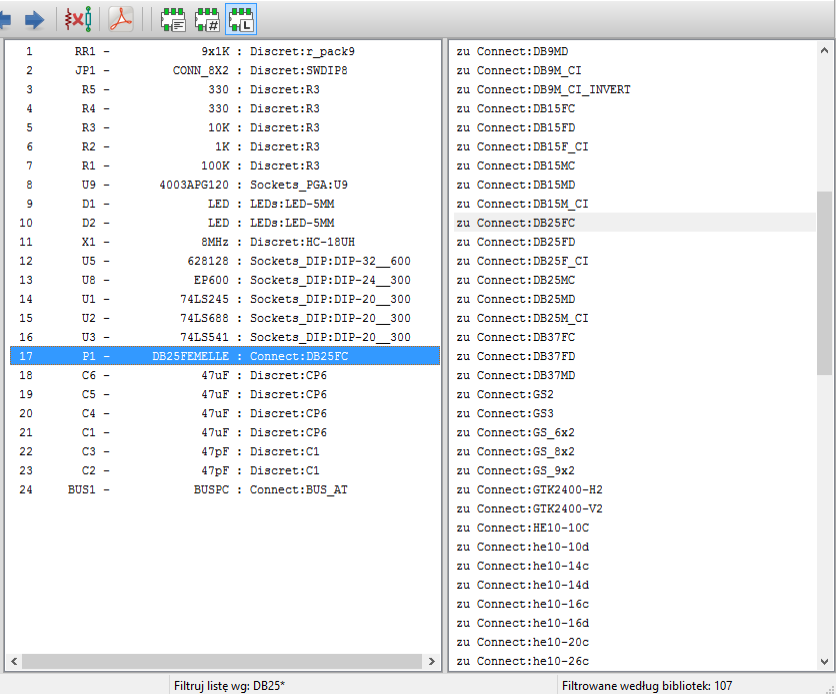 1 RR1 - 9x1K : Discret:r_pack9
2 JP1 - CONN_8X2 : Discret:SWDIP8
3 R5 - 330 : Discret:R3
4 R4 - 330 : Discret:R3
5 R3 - 10K : Discret:R3
6 R2 - 1K : Discret:R3
7 R1 - 100K : Discret:R3
8 U9 - 4003APG120 : Sockets_PGA:U9
9 D1 - LED : LEDs:LED-5MM
10 D2 - LED : LEDs:LED-5MM
11 X1 - 8MHz : Discret:HC-18UH
12 U5 - 628128 : Sockets_DIP:DIP-32__600
13 U8 - EP600 : Sockets_DIP:DIP-24__300
14 U1 - 74LS245 : Sockets_DIP:DIP-20__300
15 U2 - 74LS688 : Sockets_DIP:DIP-20__300
16 U3 - 74LS541 : Sockets_DIP:DIP-20__300
17 P1 - DB25FEMELLE : Connect:DB25FC
18 C6 - 47uF : Discret:CP6
19 C5 - 47uF : Discret:CP6
20 C4 - 47uF : Discret:CP6
21 C1 - 47uF : Discret:CP6
22 C3 - 47pF : Discret:C1
23 C2 - 47pF : Discret:C1
24 BUS1 - BUSPC : Connect:BUS_AT
zu Connect:DB9MD
zu Connect:DB9M_CI
zu Connect:DB9M_CI_INVERT
zu Connect:DB15FC
zu Connect:DB15FD
zu Connect:DB15F_CI
zu Connect:DB15MC
zu Connect:DB15MD
zu Connect:DB15M_CI
zu Connect:DB25FC
zu Connect:DB25FD
zu Connect:DB25F_CI
zu Connect:DB25MC
zu Connect:DB25MD
zu Connect:DB25M_CI
zu Connect:DB37FC
zu Connect:DB37FD
zu Connect:DB37MD
zu Connect:GS2
zu Connect:GS3
zu Connect:GS_6x2
zu Connect:GS_8x2
zu Connect:GS_9x2
zu Connect:GTK2400-H2
zu Connect:GTK2400-V2
zu Connect:HE10-10C
zu Connect:he10-10d
zu Connect:he10-14c
zu Connect:he10-14d
zu Connect:he10-16c
zu Connect:he10-16d
zu Connect:he10-20c
zu Connect:he10-26c
Filtruj listę wg: DB25*
Filtrowane według bibliotek: 107